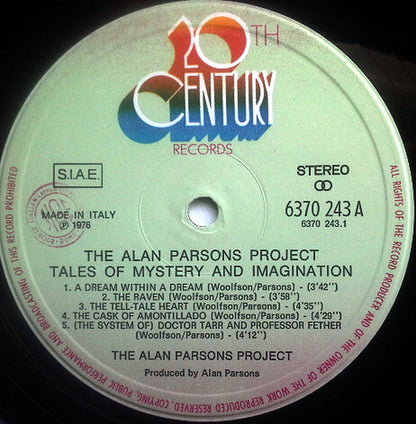 20TH
CENTURY
RECORDS
S.I.A.E.
STEREO
MADE IN ITALY
℗ 1976
6370 243 A
6370 243.1
THE ALAN PARSONS PROJECT
TALES OF MYSTERY AND IMAGINATION
1. A DREAM WITHIN A DREAM (Woolfson/Parsons) - (3'42")
2. THE RAVEN (Woolfson/Parsons) - (3'58")
3. THE TELL-TALE HEART (Woolfson/Parsons) - (4'35")
4. THE CASK OF AMONTILLADO (Woolfson/Parsons) - (4'29")
5. (THE SYSTEM OF) DOCTOR TARR AND PROFESSOR FETHER
(Woolfson/Parsons) - (4'12")
THE ALAN PARSONS PROJECT
Produced by Alan Parsons
ALL RIGHTS OF THE RECORD PRODUCER AND OF THE OWNER OF THE WORK REPRODUCED RESERVED. COPYING, PUBLIC PERFORMANCE AND BROADCASTING OF THIS RECORD PROHIBITED